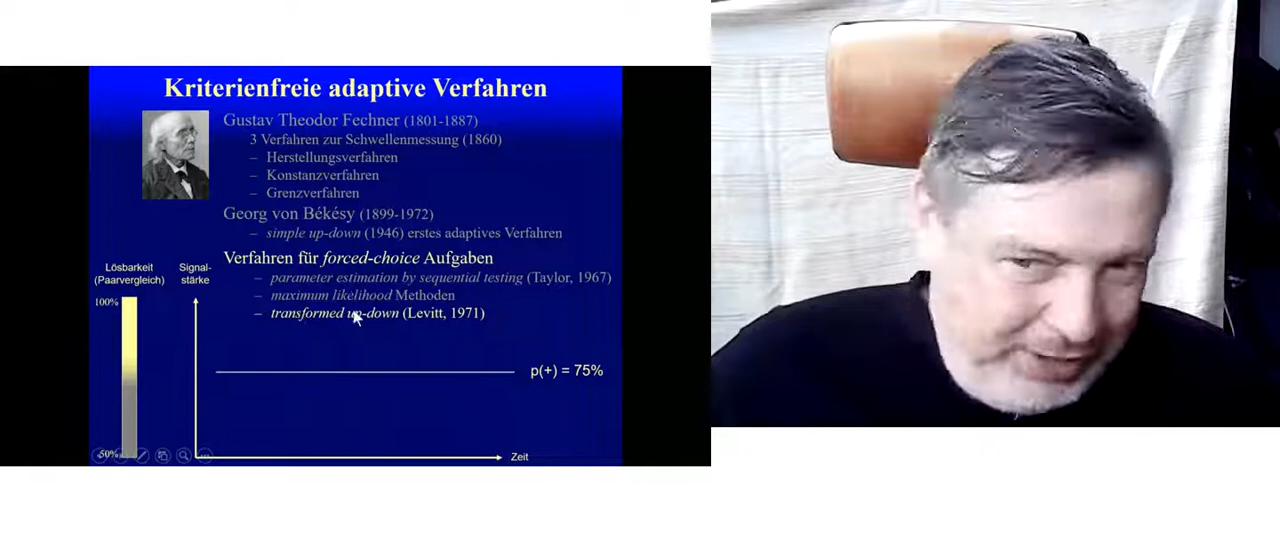 Kriterienfreie adaptive Verfahren
Gustav Theodor Fechner (1801-1887)
3 Verfahren zur Schwellenmessung (1860)
– Herstellungsverfahren
– Konstanzverfahren
– Grenzverfahren
Georg von Békésy (1899-1972)
– simple up-down (1946) erstes adaptives Verfahren
Verfahren für forced-choice Aufgaben
– parameter estimation by sequential testing (Taylor, 1967)
– maximum likelihood Methoden
– transformed up-down (Levitt, 1971)
Lösbarkeit
(Paarvergleich)
Signal-
stärke
100%
p(+) = 75%
50%
Zeit